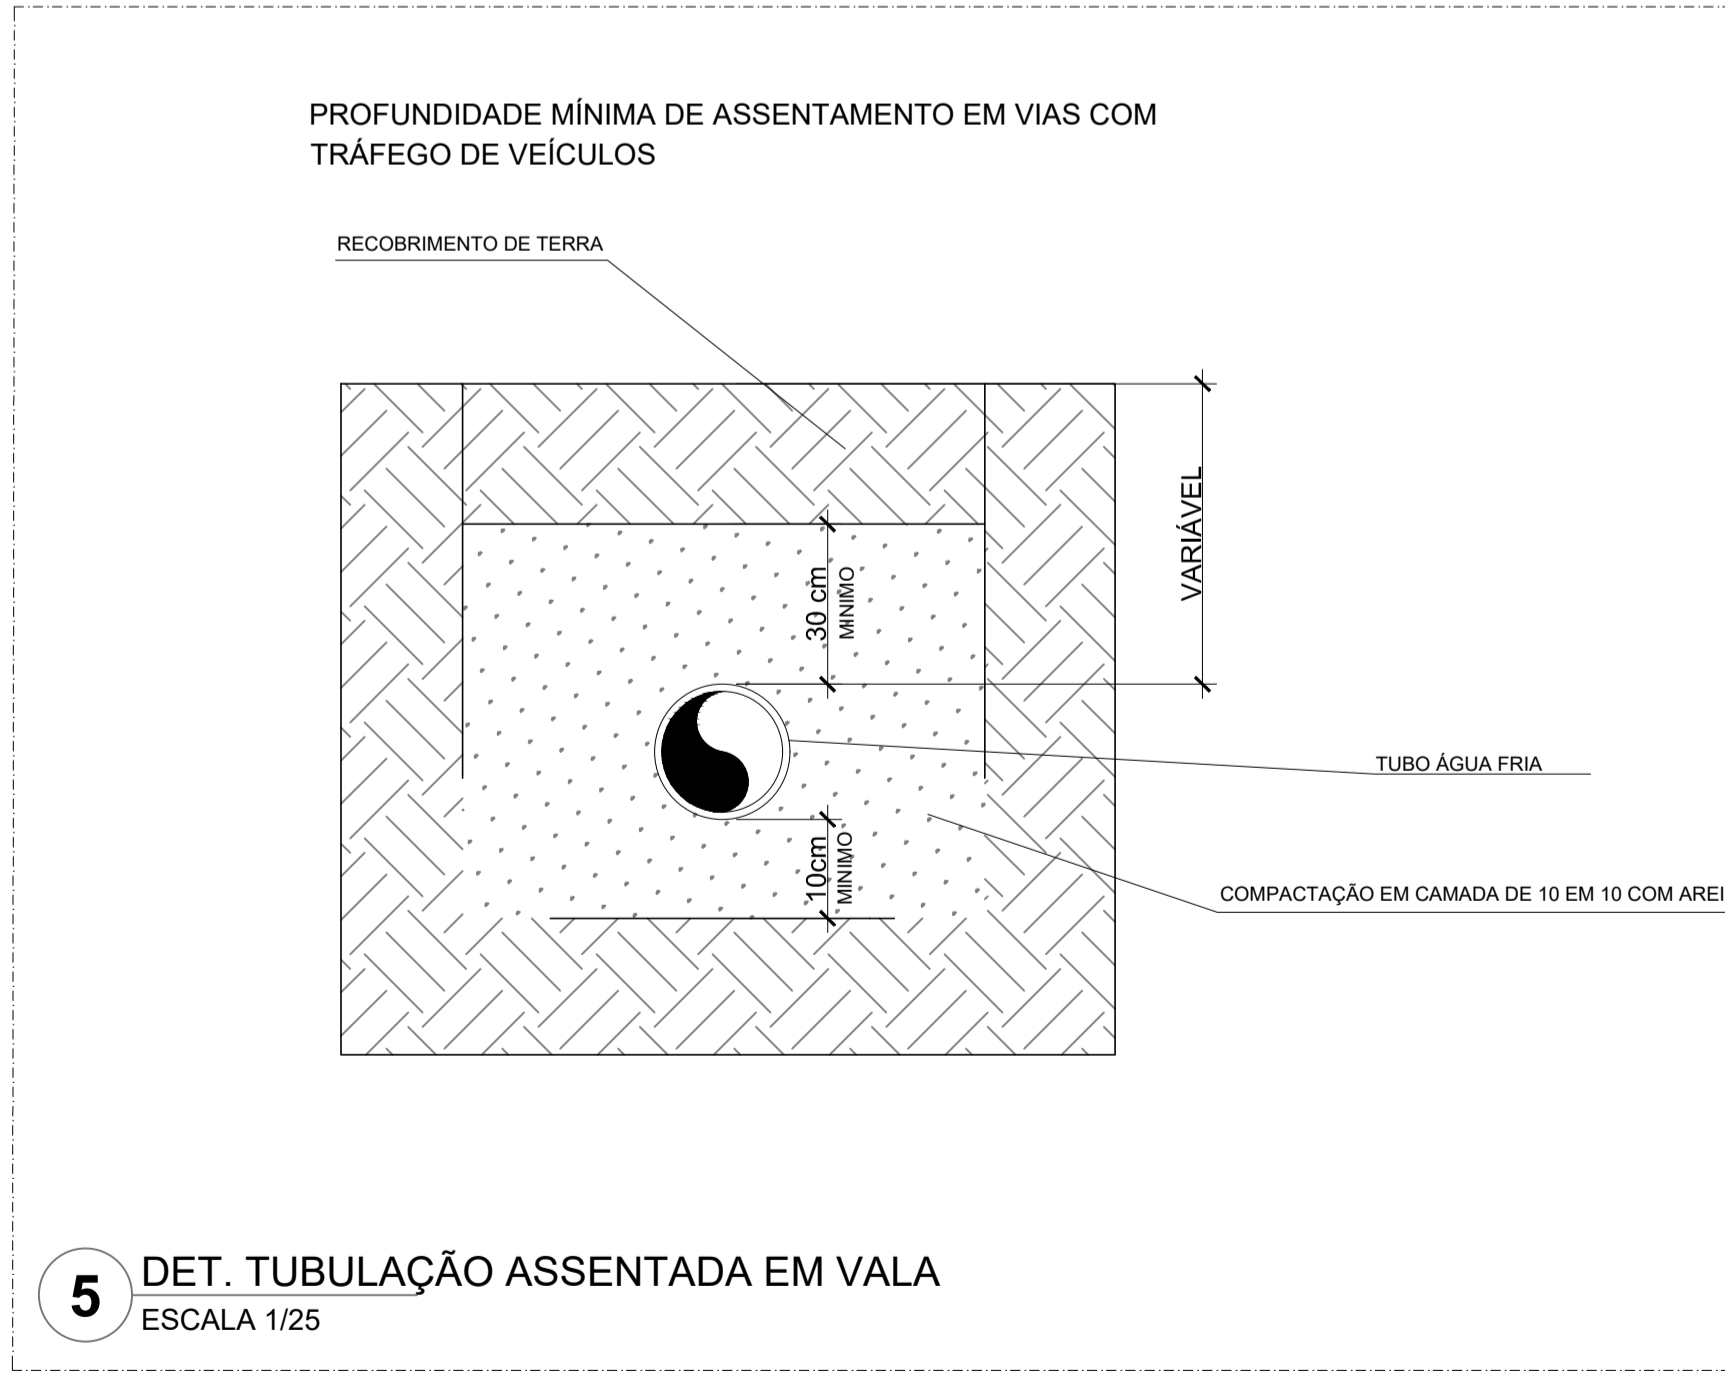 PROFUNDIDADE MÍNIMA DE ASSENTAMENTO EM VIAS COM
TRÁFEGO DE VEÍCULOS
RECOBRIMENTO DE TERRA
VARIÁVEL
30 cm
MINIMO
TUBO ÁGUA FRIA
10cm
MINIMO
COMPACTAÇÃO EM CAMADA DE 10 EM 10 COM AREI
5
DET. TUBULAÇÃO ASSENTADA EM VALA
ESCALA 1/25